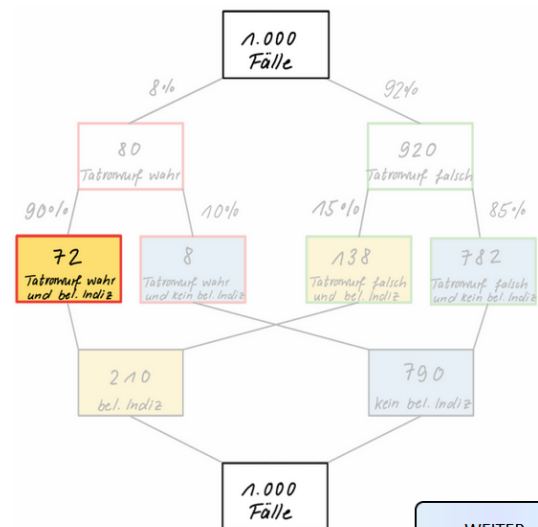 1.000
Fälle
8%
92%
80
Tatvorwurf wahr
920
Tatvorwurf falsch
90%
10%
15%
85%
72
Tatvorwurf wahr
und bel. Indiz
8
Tatvorwurf wahr
und kein bel. Indiz
138
Tatvorwurf falsch
und bel. Indiz
782
Tatvorwurf falsch
und kein bel. Indiz
210
bel. Indiz
790
kein bel. Indiz
1.000
Fälle
WEITER